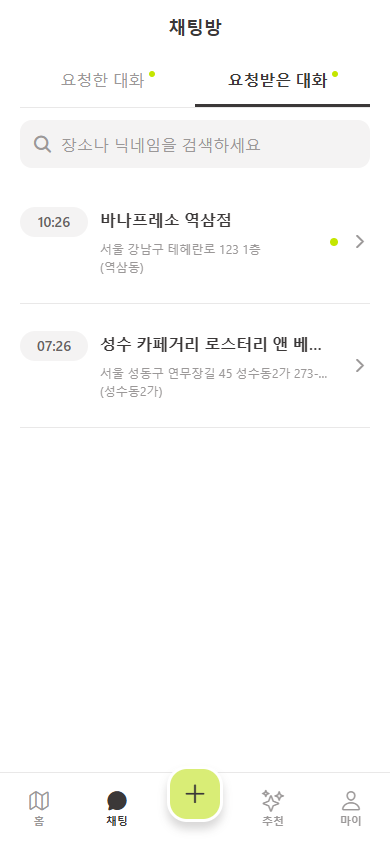 채팅방
요청한 대화
요청받은 대화
장소나 닉네임을 검색하세요
10:26
바나프레소 역삼점
서울 강남구 테헤란로 123 1층
(역삼동)
07:26
성수 카페거리 로스터리 앤 베...
서울 성동구 연무장길 45 성수동2가 273-...
(성수동2가)
홈
채팅
추천
마이